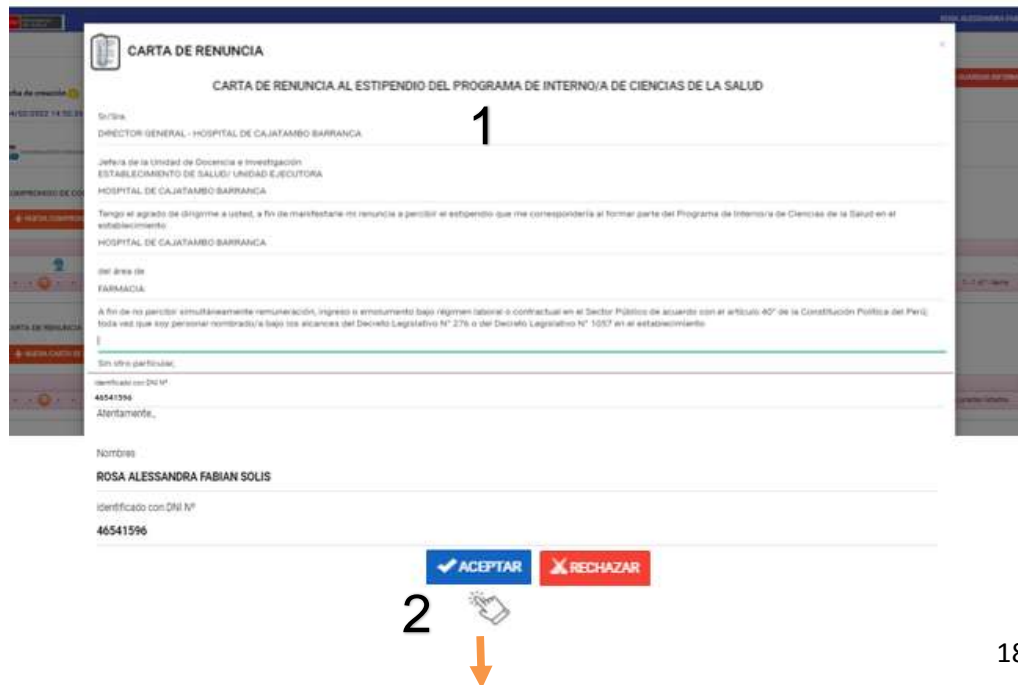 ROSA ALESSANDRA FAB
CARTA DE RENUNCIA
CARTA DE RENUNCIA AL ESTIPENDIO DEL PROGRAMA DE INTERNO/A DE CIENCIAS DE LA SALUD
1
Sr/Sra.
DIRECTOR GENERAL - HOSPITAL DE CAJATAMBO BARRANCA
Jefe/a de la Unidad de Docencia e Investigación
ESTABLECIMIENTO DE SALUD/ UNIDAD EJECUTORA
HOSPITAL DE CAJATAMBO BARRANCA
Tengo el agrado de dirigirme a usted, a fin de manifestarle mi renuncia a percibir el estipendio que me correspondería al formar parte del Programa de Interno/a de Ciencias de la Salud en el
establecimiento
HOSPITAL DE CAJATAMBO BARRANCA
del área de
FARMACIA
A fin de no percibir simultáneamente remuneración, ingreso o emolumento bajo régimen laboral o contractual en el Sector Público de acuerdo con el artículo 40° de la Constitución Política del Perú;
toda vez que soy personal nombrado/a bajo los alcances del Decreto Legislativo N° 276 o del Decreto Legislativo N° 1057 en el establecimiento
Sin otro particular,
identificado con DNI Nº
46541596
Atentamente.,
Nombres
ROSA ALESSANDRA FABIAN SOLIS
identificado con DNI Nº
46541596
ACEPTAR
RECHAZAR
2
18